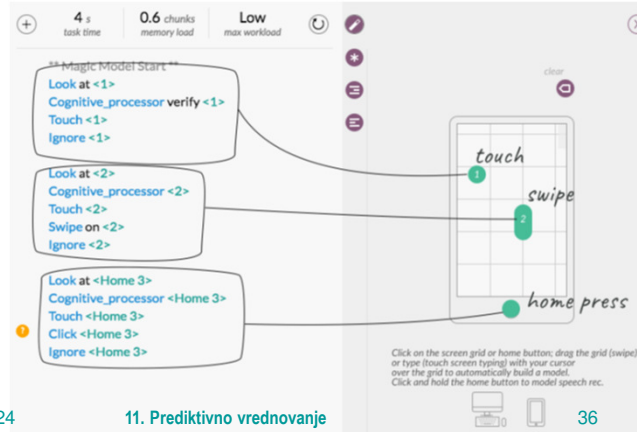 4 s
task time
0.6 chunks
memory load
Low
max workload
** Magic Model Start **
Look at <1>
Cognitive_processor verify <1>
Touch <1>
Ignore <1>
Look at <2>
Cognitive_processor <2>
Touch <2>
Swipe on <2>
Ignore <2>
Look at <Home 3>
Cognitive_processor <Home 3>
Touch <Home 3>
Click <Home 3>
Ignore <Home 3>
clear
touch
1
swipe
2
home press
Click on the screen grid or home button; drag the grid (swipe)
or type (touch screen typing) with your cursor
over the grid to automatically build a model.
Click and hold the home button to model speech rec.
24
11. Prediktivno vrednovanje
36